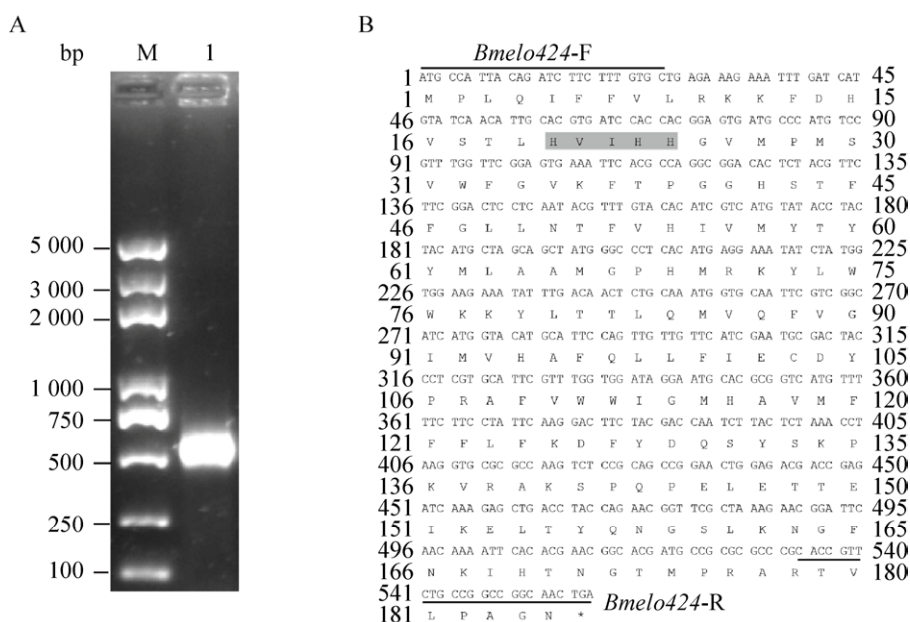 A
bp M 1
5 000
3 000
2 000
1 000
750
500
250
100
B
Bmelo424-F
1 ATG CCA TTA CAG ATC TTC TTT GTG CTG AGA AAG AAA TTT GAT CAT 45
1 M P L Q I F F V L R K K F D H 15
46 GTA TCA ACA TTG CAC GTG ATC CAC CAC GGA GTG ATG CCC ATG TCC 90
16 V S T L H V I H H G V M P M S 30
91 GTT TGG TTC GGA GTG AAA TTC ACG CCA GGC GGA CAC TCT ACG TTC 135
31 V W F G V K F T P G G H S T F 45
136 TTC GGA CTC CTC AAT ACG TTT GTA CAC ATC GTC ATG TAT ACC TAC 180
46 F G L L N T F V H I V M Y T Y 60
181 TAC ATG CTA GCA GCT ATG GGC CCT CAC ATG AGG AAA TAT CTA TGG 225
61 Y M L A A M G P H M R K Y L W 75
226 TGG AAG AAA TAT TTG ACA ACT CTG CAA ATG GTG CAA TTC GTC GGC 270
76 W K K Y L T T L Q M V Q F V G 90
271 ATC ATG GTA CAT GCA TTC CAG TTG TTG TTC ATC GAA TGC GAC TAC 315
91 I M V H A F Q L L F I E C D Y 105
316 CCT CGT GCA TTC GTT TGG TGG ATA GGA ATG CAC GCG GTC ATG TTT 360
106 P R A F V W W I G M H A V M F 120
361 TTC TTC CTA TTC AAG GAC TTC TAC GAC CAA TCT TAC TCT AAA CCT 405
121 F F L F K D F Y D Q S Y S K P 135
406 AAG GTG CGC GCC AAG TCT CCG CAG CCG GAA CTG GAG ACG ACC GAG 450
136 K V R A K S P Q P E L E T T E 150
451 ATC AAA GAG CTG ACC TAC CAG AAC GGT TCG CTA AAG AAC GGA TTC 495
151 I K E L T Y Q N G S L K N G F 165
496 AAC AAA ATT CAC ACG AAC GGC ACG ATG CCG CGC GCC CGC ACC GTT 540
166 N K I H T N G T M P R A R T V 180
541 CTG CCG GCC GGC AAC TGA
181 L P A G N *
Bmelo424-R